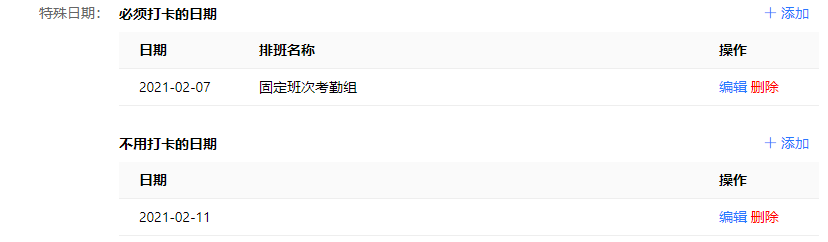 特殊日期： 必须打卡的日期 ＋ 添加
日期 排班名称 操作
2021-02-07 固定班次考勤组 编辑 删除
不用打卡的日期 ＋ 添加
日期 操作
2021-02-11 编辑 删除